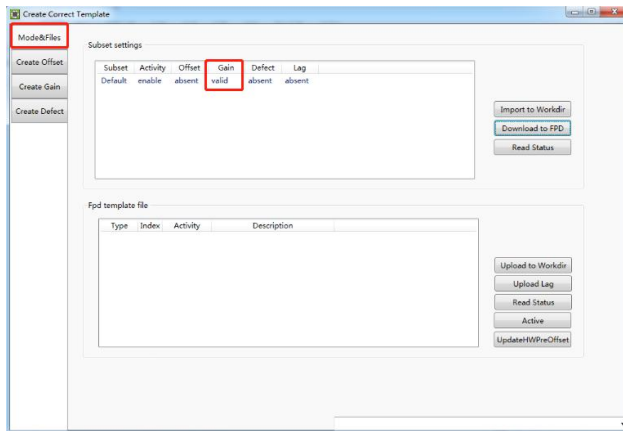 Create Correct Template
Mode&Files
Create Offset
Create Gain
Create Defect
Subset settings
Subset Activity Offset Gain Defect Lag
Default enable absent valid absent absent
Import to Workdir
Download to FPD
Read Status
Fpd template file
Type Index Activity Description
Upload to Workdir
Upload Lag
Read Status
Active
UpdateHWPreOffset